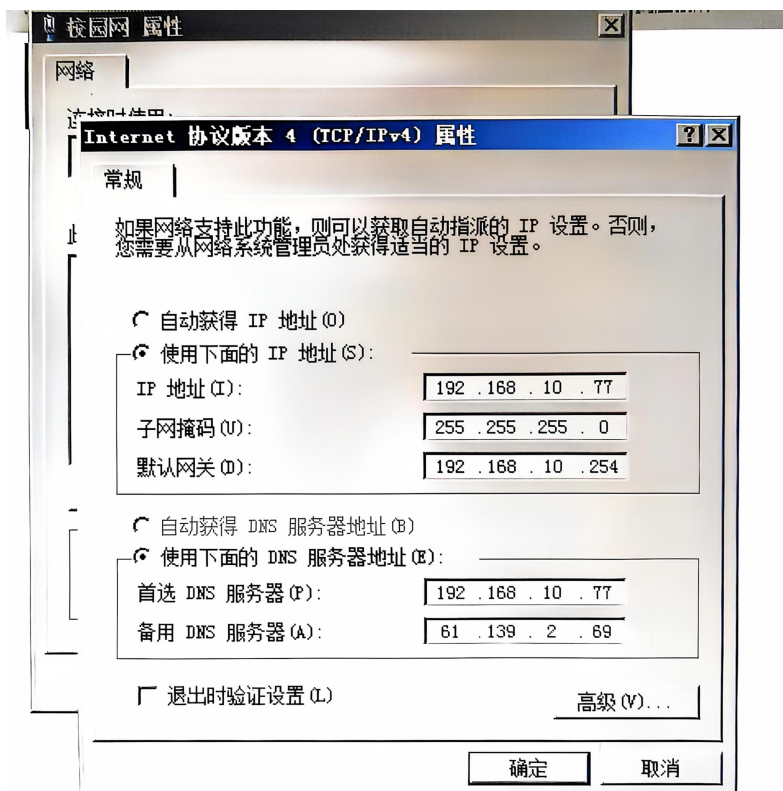 校园网 属性
网络
连接时使用:
Internet 协议版本 4 (TCP/IPv4) 属性
常规
如果网络支持此功能，则可以获取自动指派的 IP 设置。否则，
您需要从网络系统管理员处获得适当的 IP 设置。
自动获得 IP 地址(O)
使用下面的 IP 地址(S):
IP 地址(I): 192 .168 . 10 . 77
子网掩码(U): 255 .255 .255 . 0
默认网关(D): 192 .168 . 10 .254
自动获得 DNS 服务器地址(B)
使用下面的 DNS 服务器地址(E):
首选 DNS 服务器(P): 192 .168 . 10 . 77
备用 DNS 服务器(A): 61 .139 . 2 . 69
退出时验证设置(L)
高级(V)...
确定 取消